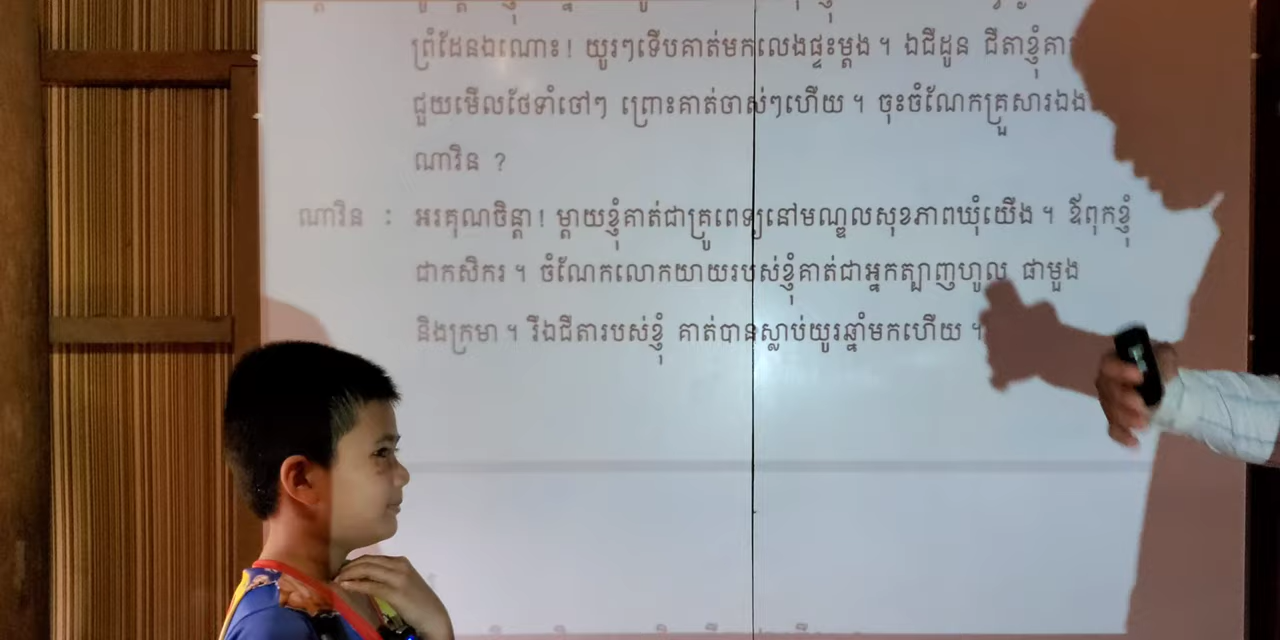 ព្រំដែនឯណោះ! យូរៗទើបគាត់មកលេងផ្ទះម្ដង ។ ឯជីដូន ជីតាខ្ញុំគា
ជួយមើលថែទាំចៅៗ ព្រោះគាត់ចាស់ៗហើយ ។ ចុះចំណែកគ្រួសារឯង
ណារិន ?
ណារិន : អរគុណចិន្ដា! ម្ដាយខ្ញុំគាត់ជាគ្រូពេទ្យនៅមណ្ឌលសុខភាពឃុំយើង ។ ឪពុកខ្ញុំ
ជាកសិករ ។ ចំណែកលោកយាយរបស់ខ្ញុំគាត់ជាអ្នកត្បាញហូល ផាមួង
និងក្រមា ។ រីឯជីតារបស់ខ្ញុំ គាត់បានស្លាប់យូរឆ្នាំមកហើយ ។